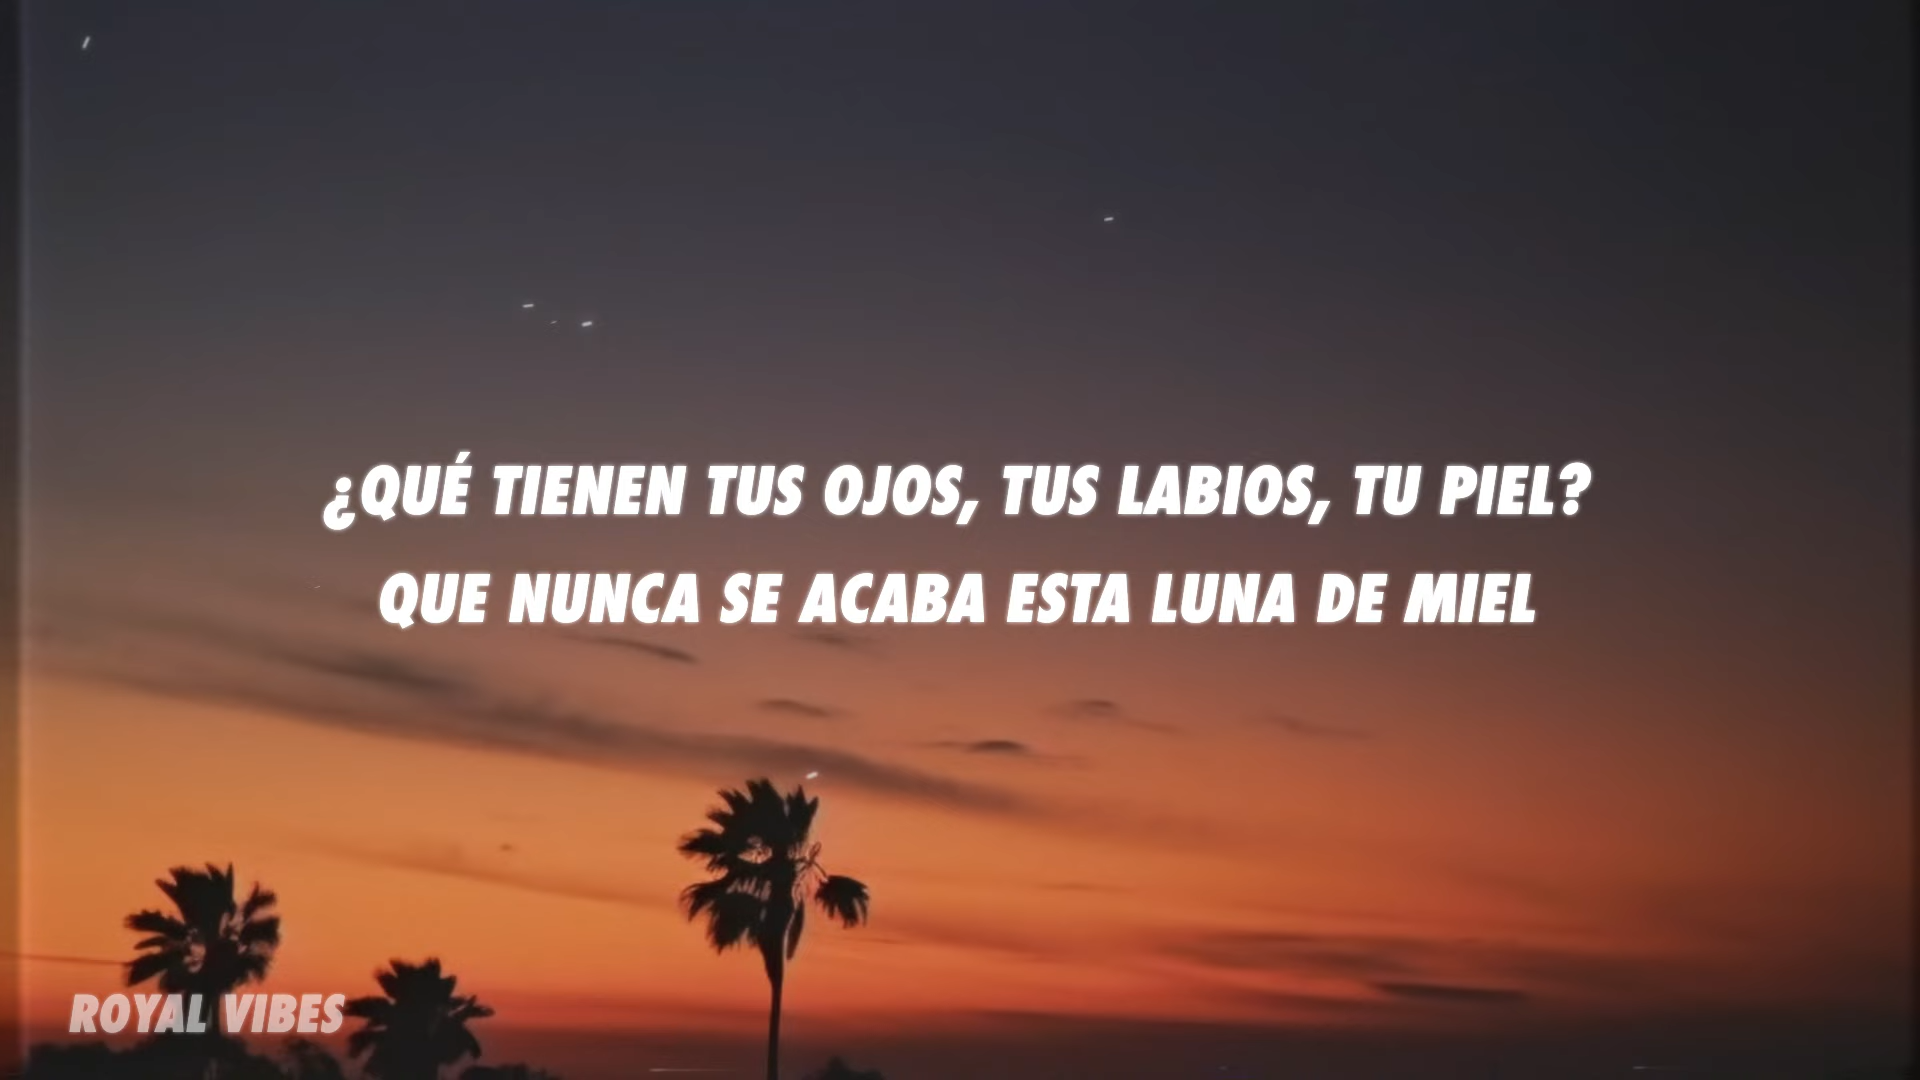 ¿QUÉ TIENEN TUS OJOS, TUS LABIOS, TU PIEL?
QUE NUNCA SE ACABA ESTA LUNA DE MIEL
ROYAL VIBES